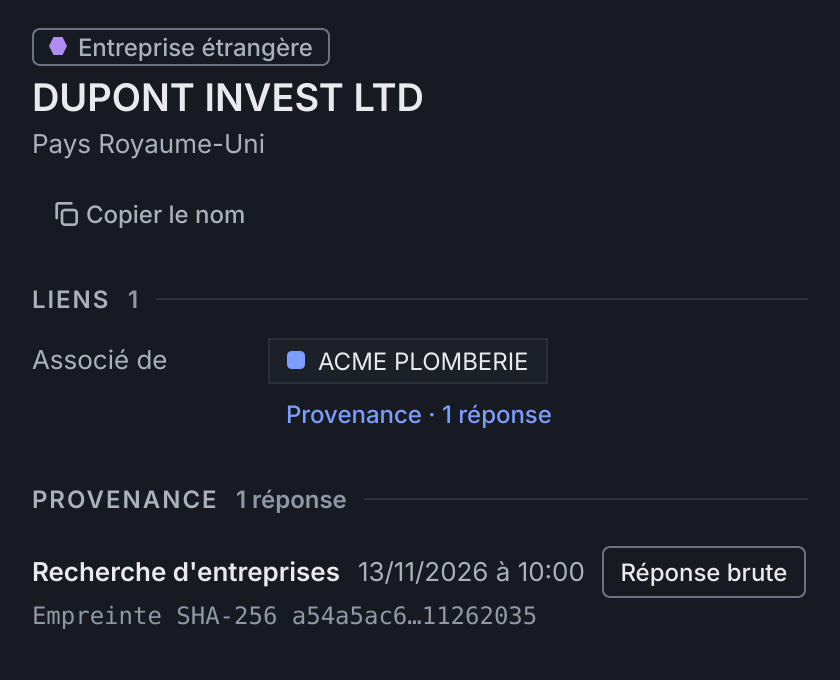 Entreprise étrangère
DUPONT INVEST LTD
Pays Royaume-Uni
Copier le nom
LIENS 1
Associé de ACME PLOMBERIE
Provenance · 1 réponse
PROVENANCE 1 réponse
Recherche d'entreprises 13/11/2026 à 10:00 Réponse brute
Empreinte SHA-256 a54a5ac6…11262035